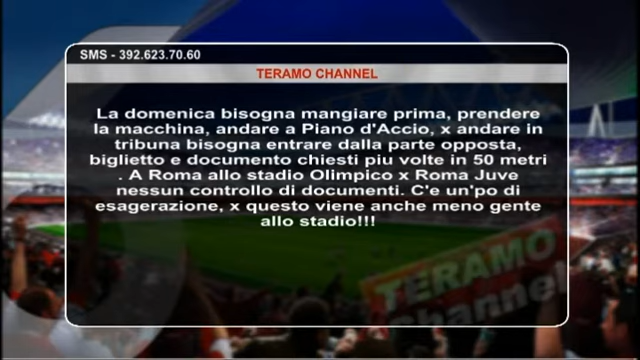 SMS - 392.623.70.60
TERAMO CHANNEL
La domenica bisogna mangiare prima, prendere
la macchina, andare a Piano d'Accio, x andare in
tribuna bisogna entrare dalla parte opposta,
biglietto e documento chiesti piu volte in 50 metri
. A Roma allo stadio Olimpico x Roma Juve
nessun controllo di documenti. C'e un'po di
esagerazione, x questo viene anche meno gente
allo stadio!!!
TERAMO
Channel